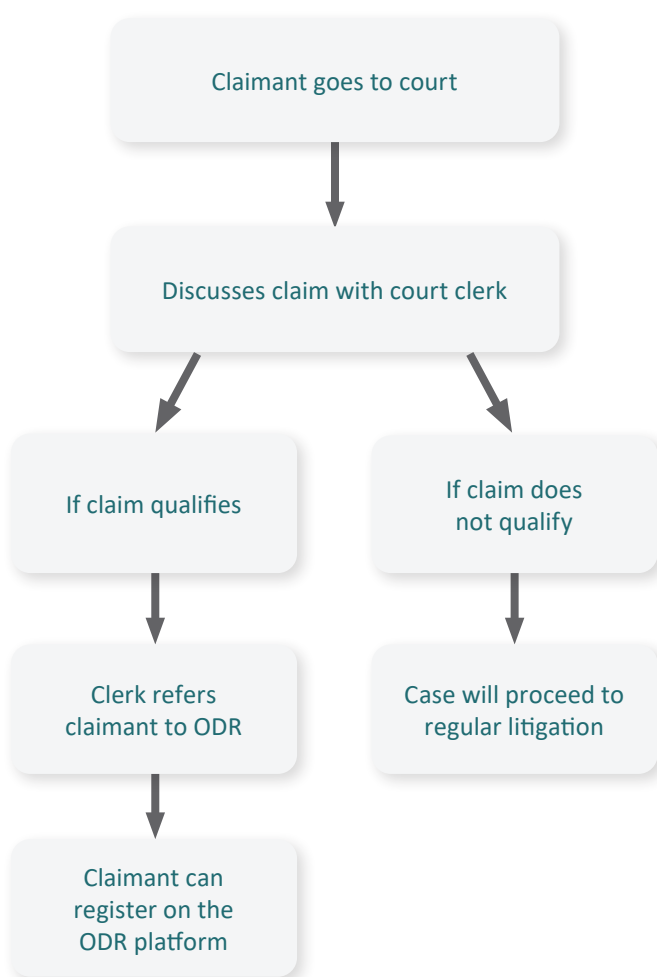 Claimant goes to court
Discusses claim with court clerk
If claim qualifies
If claim does
not qualify
Clerk refers
claimant to ODR
Case will proceed to
regular litigation
Claimant can
register on the
ODR platform